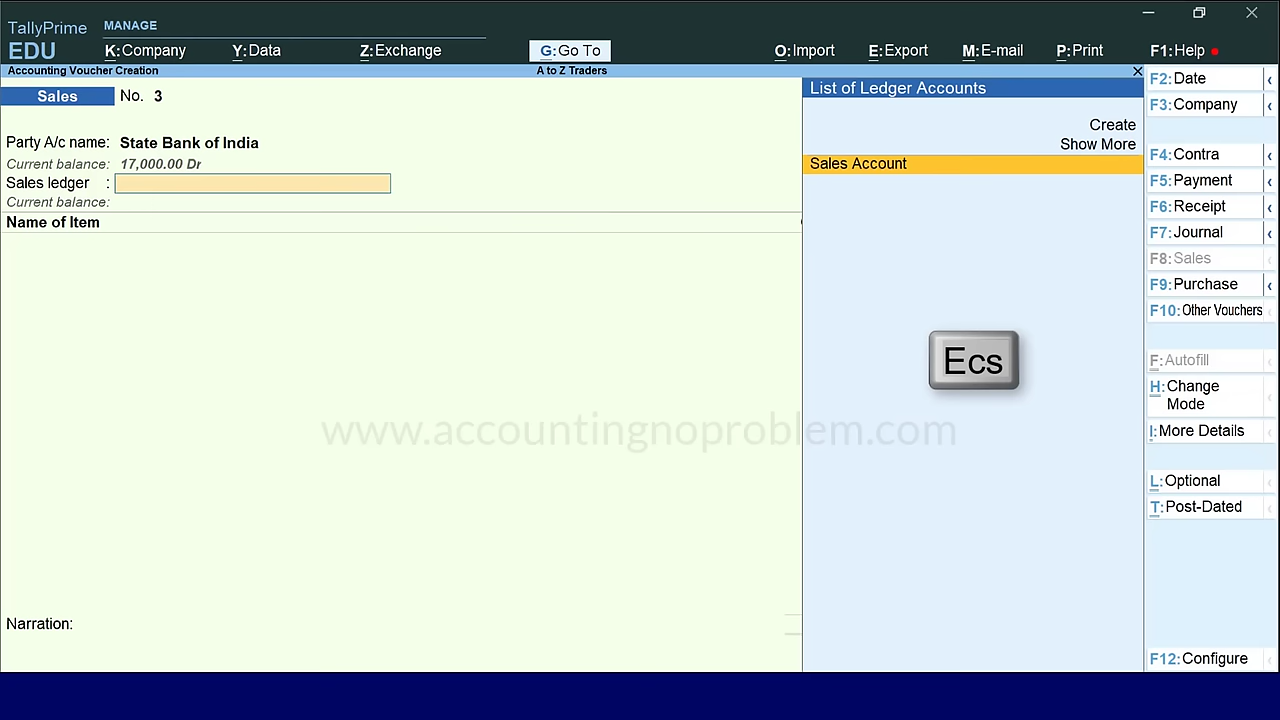 TallyPrime
EDU
MANAGE
K:Company Y:Data Z:Exchange G:Go To O:Import E:Export M:E-mail P:Print F1:Help
Accounting Voucher Creation A to Z Traders
Sales No. 3
Party A/c name: State Bank of India
Current balance: 17,000.00 Dr
Sales ledger :
Current balance:
Name of Item
Narration:
List of Ledger Accounts
Create
Show More
Sales Account
Ecs
www.accountingnoproblem.com
F2:Date
F3:Company
F4:Contra
F5:Payment
F6:Receipt
F7:Journal
F8:Sales
F9:Purchase
F10:Other Vouchers
F:Autofill
H:Change
Mode
I:More Details
L:Optional
T:Post-Dated
F12:Configure